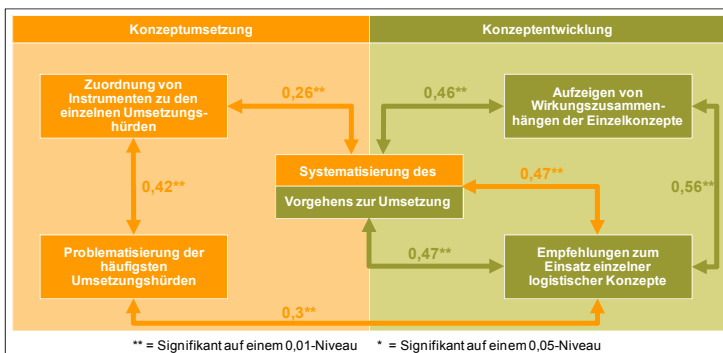 Konzeptumsetzung
Konzeptentwicklung
Zuordnung von
Instrumenten zu den
einzelnen Umsetzungs-
hürden
0,26**
0,46**
Aufzeigen von
Wirkungszusammen-
hängen der Einzelkonzepte
0,42**
Systematisierung des
Vorgehens zur Umsetzung
0,47**
0,56**
Problematisierung der
häufigsten
Umsetzungshürden
0,47**
Empfehlungen zum
Einsatz einzelner
logistischer Konzepte
0,3**
** = Signifikant auf einem 0,01-Niveau * = Signifikant auf einem 0,05-Niveau